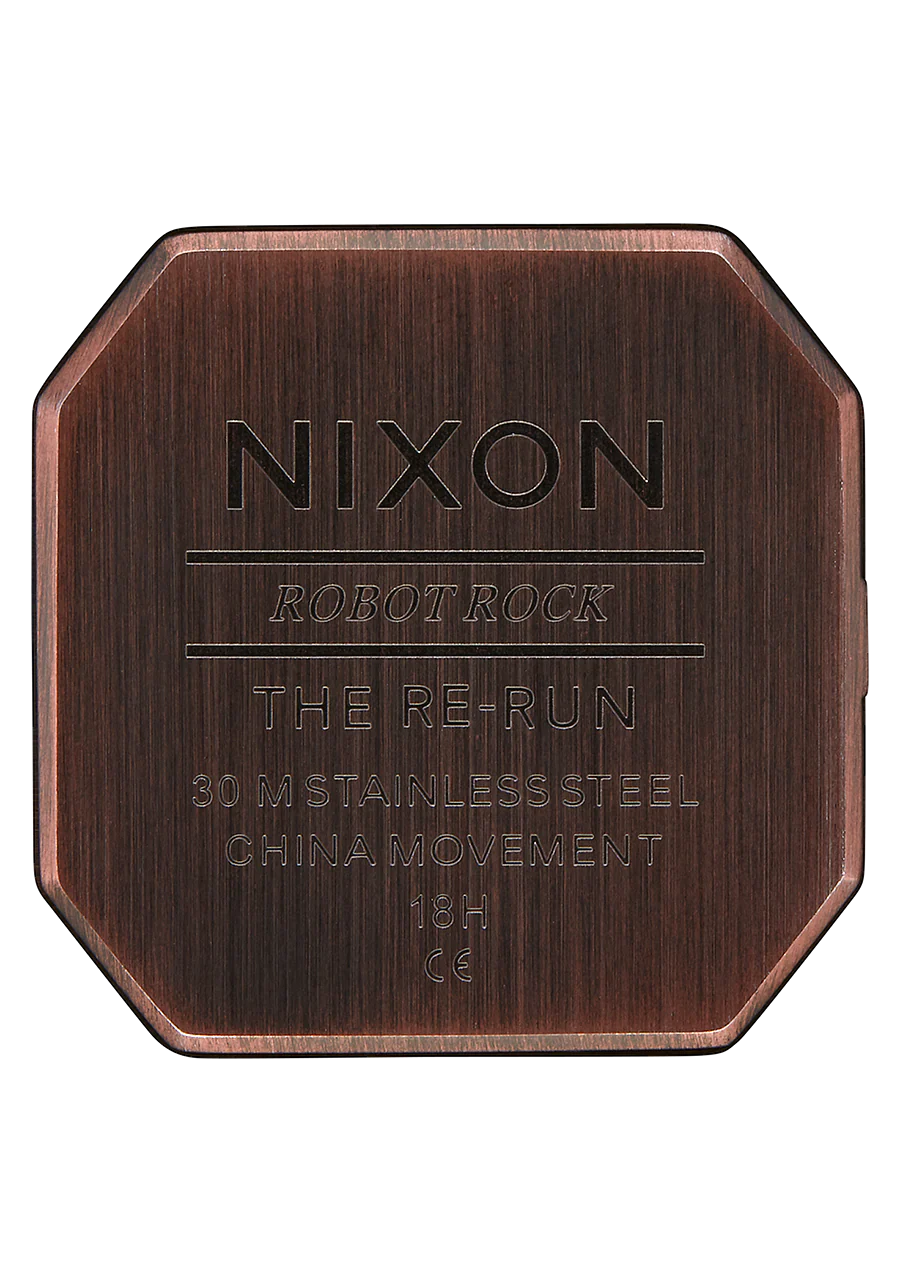 NIXON
ROBOT ROCK
THE RE-RUN
30 M STAINLESS STEEL
CHINA MOVEMENT
18H
CE